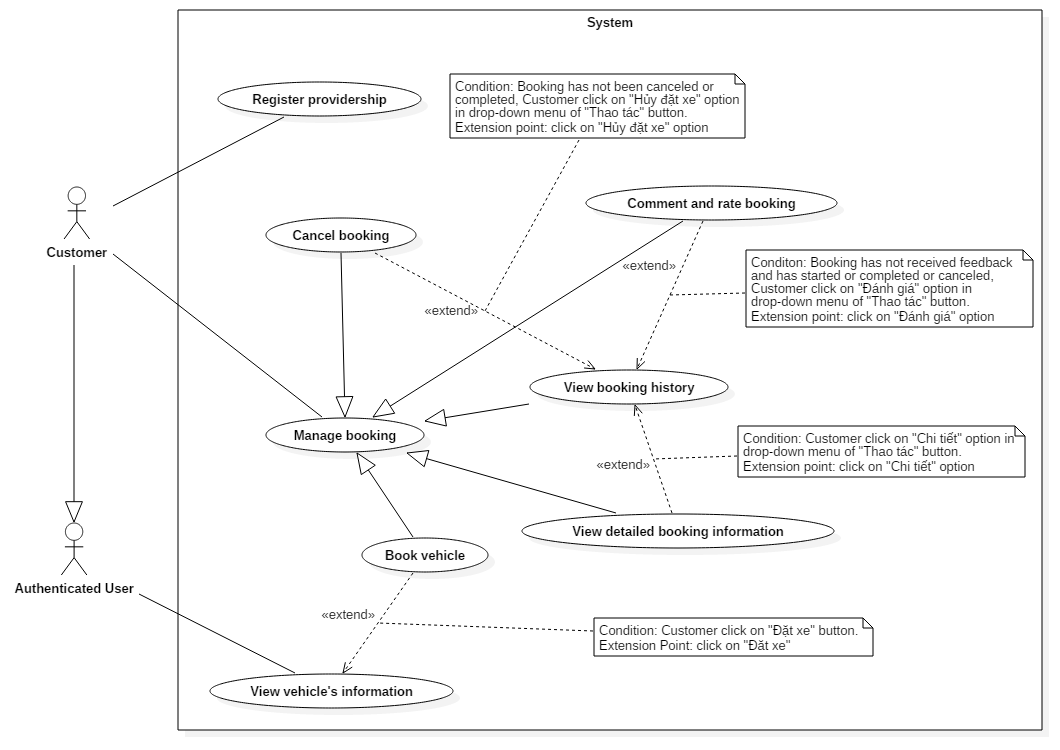 System
Register providership
Condition: Booking has not been canceled or
completed, Customer click on "Hủy đặt xe" option
in drop-down menu of "Thao tác" button.
Extension point: click on "Hủy đặt xe" option
Comment and rate booking
Cancel booking
Customer
«extend»
Conditon: Booking has not received feedback
and has started or completed or canceled,
Customer click on "Đánh giá" option in
drop-down menu of "Thao tác" button.
Extension point: click on "Đánh giá" option
«extend»
View booking history
Manage booking
Condition: Customer click on "Chi tiết" option in
drop-down menu of "Thao tác" button.
Extension point: click on "Chi tiết" option
«extend»
View detailed booking information
Book vehicle
Authenticated User
«extend»
Condition: Customer click on "Đặt xe" button.
Extension Point: click on "Đăt xe"
View vehicle's information